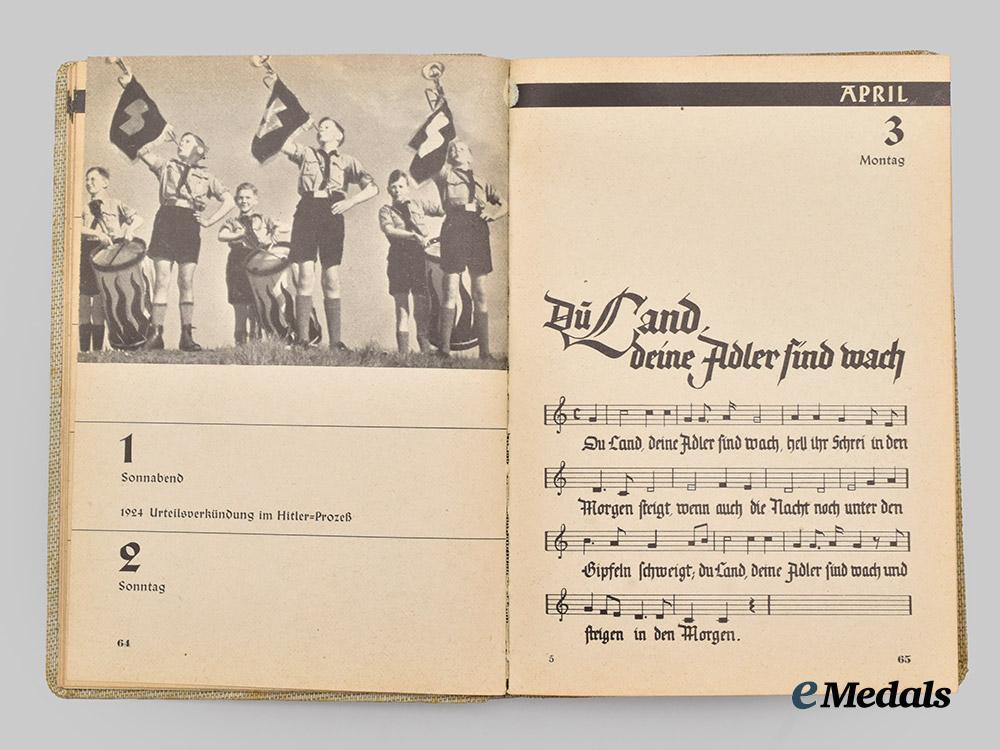 1
Sonnabend
1924 Urteilsverkündung im Hitler=Prozeß
2
Sonntag
64
APRIL
3
Montag
Du Land,
deine Adler sind wach
Du Land, deine Adler sind wach, hell ihr Schrei in den
Morgen steigt, wenn auch die Nacht noch unter den
Gipfeln schweigt; du Land, deine Adler sind wach und
steigen in den Morgen.
5
65
eMedals